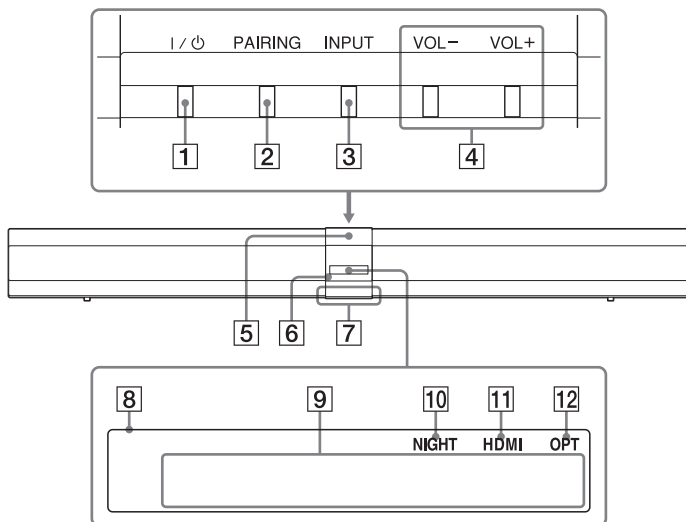 I / ⏻ PAIRING INPUT VOL− VOL+
1 2 3 4
5 6 7
8 9 10 11 12
NIGHT HDMI OPT